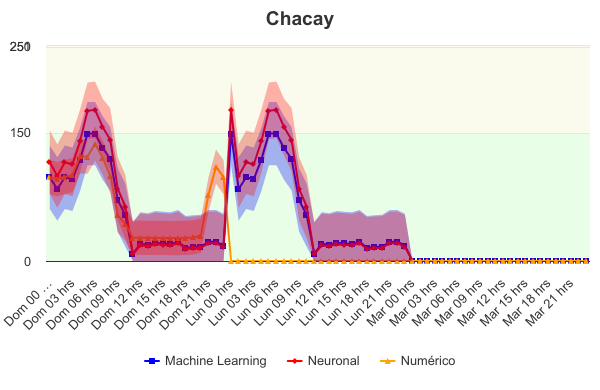 Chacay
250
150
0
Dom 00 ...
Dom 03 hrs
Dom 06 hrs
Dom 09 hrs
Dom 12 hrs
Dom 15 hrs
Dom 18 hrs
Dom 21 hrs
Lun 00 hrs
Lun 03 hrs
Lun 06 hrs
Lun 09 hrs
Lun 12 hrs
Lun 15 hrs
Lun 18 hrs
Lun 21 hrs
Mar 00 hrs
Mar 03 hrs
Mar 06 hrs
Mar 09 hrs
Mar 12 hrs
Mar 15 hrs
Mar 18 hrs
Mar 21 hrs
Machine Learning Neuronal Numérico